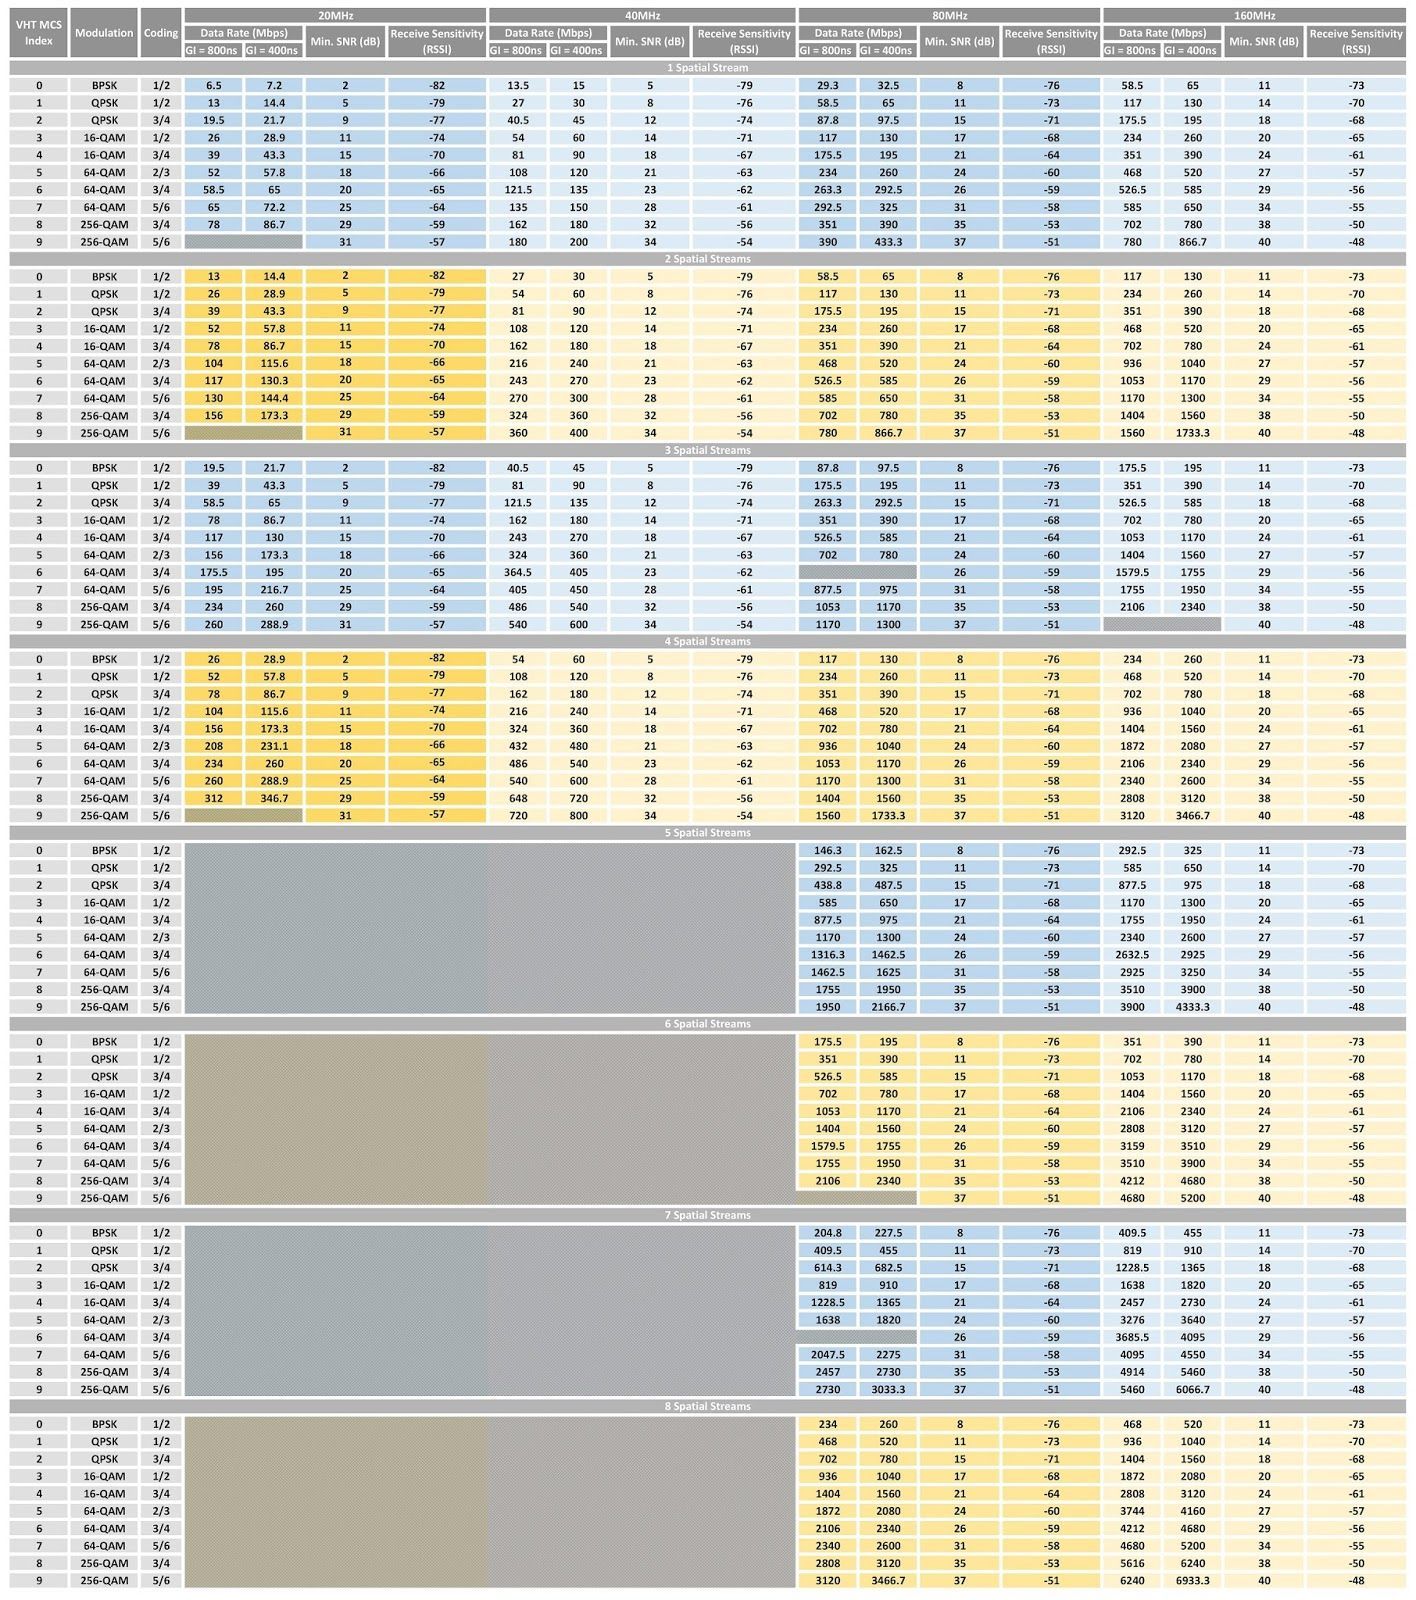 20MHz 40MHz 80MHz 160MHz
VHT MCS Index Modulation Coding Data Rate (Mbps) Min. SNR (dB) Receive Sensitivity (RSSI) Data Rate (Mbps) Min. SNR (dB) Receive Sensitivity (RSSI) Data Rate (Mbps) Min. SNR (dB) Receive Sensitivity (RSSI) Data Rate (Mbps) Min. SNR (dB) Receive Sensitivity (RSSI)
GI = 800ns GI = 400ns GI = 800ns GI = 400ns GI = 800ns GI = 400ns GI = 800ns GI = 400ns
1 Spatial Stream
0 BPSK 1/2 6.5 7.2 2 -82 13.5 15 5 -79 29.3 32.5 8 -76 58.5 65 11 -73
1 QPSK 1/2 13 14.4 5 -79 27 30 8 -76 58.5 65 11 -73 117 130 14 -70
2 QPSK 3/4 19.5 21.7 9 -77 40.5 45 12 -74 87.8 97.5 15 -71 175.5 195 18 -68
3 16-QAM 1/2 26 28.9 11 -74 54 60 14 -71 117 130 17 -68 234 260 20 -65
4 16-QAM 3/4 39 43.3 15 -70 81 90 18 -67 175.5 195 21 -64 351 390 24 -61
5 64-QAM 2/3 52 57.8 18 -66 108 120 21 -63 234 260 24 -60 468 520 27 -57
6 64-QAM 3/4 58.5 65 20 -65 121.5 135 23 -62 263.3 292.5 26 -59 526.5 585 29 -56
7 64-QAM 5/6 65 72.2 25 -64 135 150 28 -61 292.5 325 31 -58 585 650 34 -55
8 256-QAM 3/4 78 86.7 29 -59 162 180 32 -56 351 390 35 -53 702 780 38 -50
9 256-QAM 5/6 31 -57 180 200 34 -54 390 433.3 37 -51 780 866.7 40 -48
2 Spatial Streams
0 BPSK 1/2 13 14.4 2 -82 27 30 5 -79 58.5 65 8 -76 117 130 11 -73
1 QPSK 1/2 26 28.9 5 -79 54 60 8 -76 117 130 11 -73 234 260 14 -70
2 QPSK 3/4 39 43.3 9 -77 81 90 12 -74 175.5 195 15 -71 351 390 18 -68
3 16-QAM 1/2 52 57.8 11 -74 108 120 14 -71 234 260 17 -68 468 520 20 -65
4 16-QAM 3/4 78 86.7 15 -70 162 180 18 -67 351 390 21 -64 702 780 24 -61
5 64-QAM 2/3 104 115.6 18 -66 216 240 21 -63 468 520 24 -60 936 1040 27 -57
6 64-QAM 3/4 117 130.3 20 -65 243 270 23 -62 526.5 585 26 -59 1053 1170 29 -56
7 64-QAM 5/6 130 144.4 25 -64 270 300 28 -61 585 650 31 -58 1170 1300 34 -55
8 256-QAM 3/4 156 173.3 29 -59 324 360 32 -56 702 780 35 -53 1404 1560 38 -50
9 256-QAM 5/6 31 -57 360 400 34 -54 780 866.7 37 -51 1560 1733.3 40 -48
3 Spatial Streams
0 BPSK 1/2 19.5 21.7 2 -82 40.5 45 5 -79 87.8 97.5 8 -76 175.5 195 11 -73
1 QPSK 1/2 39 43.3 5 -79 81 90 8 -76 175.5 195 11 -73 351 390 14 -70
2 QPSK 3/4 58.5 65 9 -77 121.5 135 12 -74 263.3 292.5 15 -71 526.5 585 18 -68
3 16-QAM 1/2 78 86.7 11 -74 162 180 14 -71 351 390 17 -68 702 780 20 -65
4 16-QAM 3/4 117 130 15 -70 243 270 18 -67 526.5 585 21 -64 1053 1170 24 -61
5 64-QAM 2/3 156 173.3 18 -66 324 360 21 -63 702 780 24 -60 1404 1560 27 -57
6 64-QAM 3/4 175.5 195 20 -65 364.5 405 23 -62 26 -59 1579.5 1755 29 -56
7 64-QAM 5/6 195 216.7 25 -64 405 450 28 -61 877.5 975 31 -58 1755 1950 34 -55
8 256-QAM 3/4 234 260 29 -59 486 540 32 -56 1053 1170 35 -53 2106 2340 38 -50
9 256-QAM 5/6 260 288.9 31 -57 540 600 34 -54 1170 1300 37 -51 40 -48
4 Spatial Streams
0 BPSK 1/2 26 28.9 2 -82 54 60 5 -79 117 130 8 -76 234 260 11 -73
1 QPSK 1/2 52 57.8 5 -79 108 120 8 -76 234 260 11 -73 468 520 14 -70
2 QPSK 3/4 78 86.7 9 -77 162 180 12 -74 351 390 15 -71 702 780 18 -68
3 16-QAM 1/2 104 115.6 11 -74 216 240 14 -71 468 520 17 -68 936 1040 20 -65
4 16-QAM 3/4 156 173.3 15 -70 324 360 18 -67 702 780 21 -64 1404 1560 24 -61
5 64-QAM 2/3 208 231.1 18 -66 432 480 21 -63 936 1040 24 -60 1872 2080 27 -57
6 64-QAM 3/4 234 260 20 -65 486 540 23 -62 1053 1170 26 -59 2106 2340 29 -56
7 64-QAM 5/6 260 288.9 25 -64 540 600 28 -61 1170 1300 31 -58 2340 2600 34 -55
8 256-QAM 3/4 312 346.7 29 -59 648 720 32 -56 1404 1560 35 -53 2808 3120 38 -50
9 256-QAM 5/6 31 -57 720 800 34 -54 1560 1733.3 37 -51 3120 3466.7 40 -48
5 Spatial Streams
0 BPSK 1/2 146.3 162.5 8 -76 292.5 325 11 -73
1 QPSK 1/2 292.5 325 11 -73 585 650 14 -70
2 QPSK 3/4 438.8 487.5 15 -71 877.5 975 18 -68
3 16-QAM 1/2 585 650 17 -68 1170 1300 20 -65
4 16-QAM 3/4 877.5 975 21 -64 1755 1950 24 -61
5 64-QAM 2/3 1170 1300 24 -60 2340 2600 27 -57
6 64-QAM 3/4 1316.3 1462.5 26 -59 2632.5 2925 29 -56
7 64-QAM 5/6 1462.5 1625 31 -58 2925 3250 34 -55
8 256-QAM 3/4 1755 1950 35 -53 3510 3900 38 -50
9 256-QAM 5/6 1950 2166.7 37 -51 3900 4333.3 40 -48
6 Spatial Streams
0 BPSK 1/2 175.5 195 8 -76 351 390 11 -73
1 QPSK 1/2 351 390 11 -73 702 780 14 -70
2 QPSK 3/4 526.5 585 15 -71 1053 1170 18 -68
3 16-QAM 1/2 702 780 17 -68 1404 1560 20 -65
4 16-QAM 3/4 1053 1170 21 -64 2106 2340 24 -61
5 64-QAM 2/3 1404 1560 24 -60 2808 3120 27 -57
6 64-QAM 3/4 1579.5 1755 26 -59 3159 3510 29 -56
7 64-QAM 5/6 1755 1950 31 -58 3510 3900 34 -55
8 256-QAM 3/4 2106 2340 35 -53 4212 4680 38 -50
9 256-QAM 5/6 37 -51 4680 5200 40 -48
7 Spatial Streams
0 BPSK 1/2 204.8 227.5 8 -76 409.5 455 11 -73
1 QPSK 1/2 409.5 455 11 -73 819 910 14 -70
2 QPSK 3/4 614.3 682.5 15 -71 1228.5 1365 18 -68
3 16-QAM 1/2 819 910 17 -68 1638 1820 20 -65
4 16-QAM 3/4 1228.5 1365 21 -64 2457 2730 24 -61
5 64-QAM 2/3 1638 1820 24 -60 3276 3640 27 -57
6 64-QAM 3/4 26 -59 3685.5 4095 29 -56
7 64-QAM 5/6 2047.5 2275 31 -58 4095 4550 34 -55
8 256-QAM 3/4 2457 2730 35 -53 4914 5460 38 -50
9 256-QAM 5/6 2730 3033.3 37 -51 5460 6066.7 40 -48
8 Spatial Streams
0 BPSK 1/2 234 260 8 -76 468 520 11 -73
1 QPSK 1/2 468 520 11 -73 936 1040 14 -70
2 QPSK 3/4 702 780 15 -71 1404 1560 18 -68
3 16-QAM 1/2 936 1040 17 -68 1872 2080 20 -65
4 16-QAM 3/4 1404 1560 21 -64 2808 3120 24 -61
5 64-QAM 2/3 1872 2080 24 -60 3744 4160 27 -57
6 64-QAM 3/4 2106 2340 26 -59 4212 4680 29 -56
7 64-QAM 5/6 2340 2600 31 -58 4680 5200 34 -55
8 256-QAM 3/4 2808 3120 35 -53 5616 6240 38 -50
9 256-QAM 5/6 3120 3466.7 37 -51 6240 6933.3 40 -48